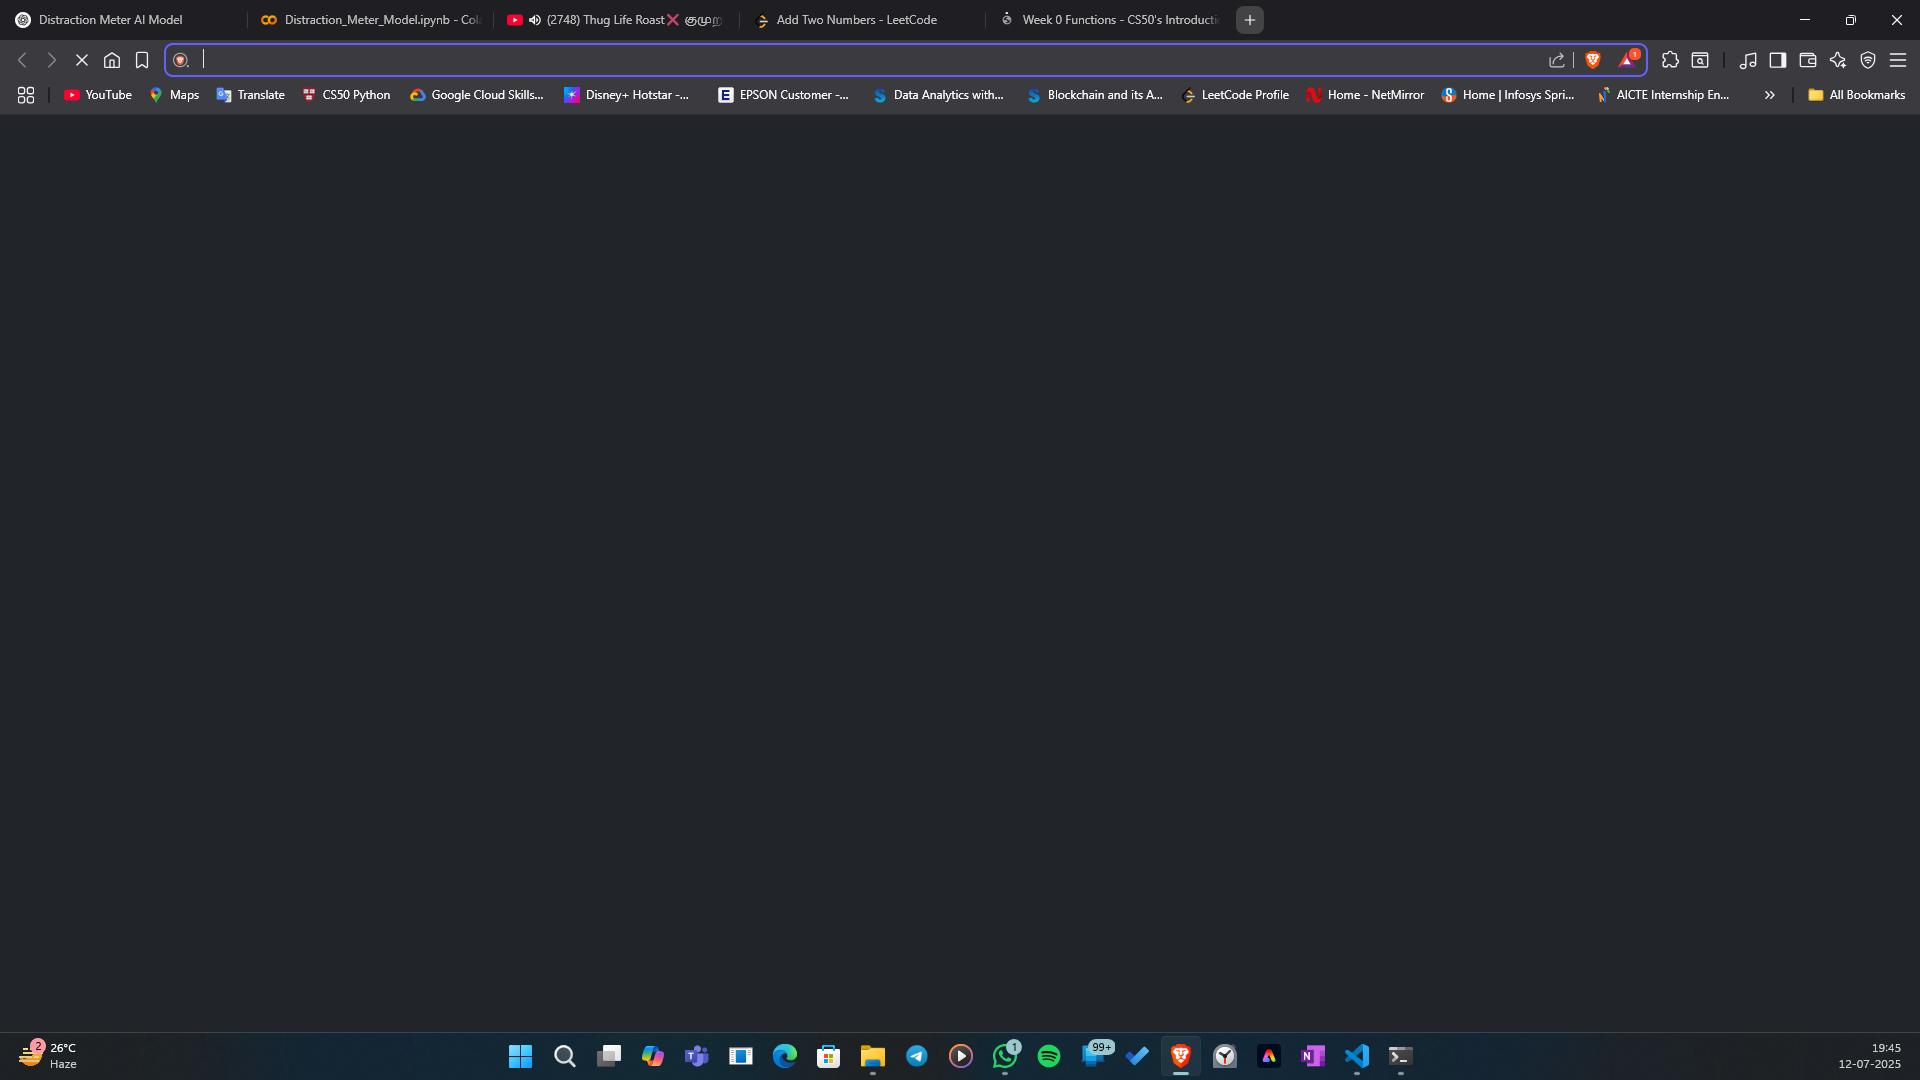 Distraction Meter AI Model
Distraction_Meter_Model.ipynb - Col
(2748) Thug Life Roast❌ குமுற
Add Two Numbers - LeetCode
Week 0 Functions - CS50's Introducti
1
YouTube
Maps
Translate
CS50 Python
Google Cloud Skills...
Disney+ Hotstar -...
EPSON Customer -...
Data Analytics with...
Blockchain and its A...
LeetCode Profile
Home - NetMirror
Home | Infosys Spri...
AICTE Internship En...
All Bookmarks
2
26°C
Haze
1
99+
19:45
12-07-2025